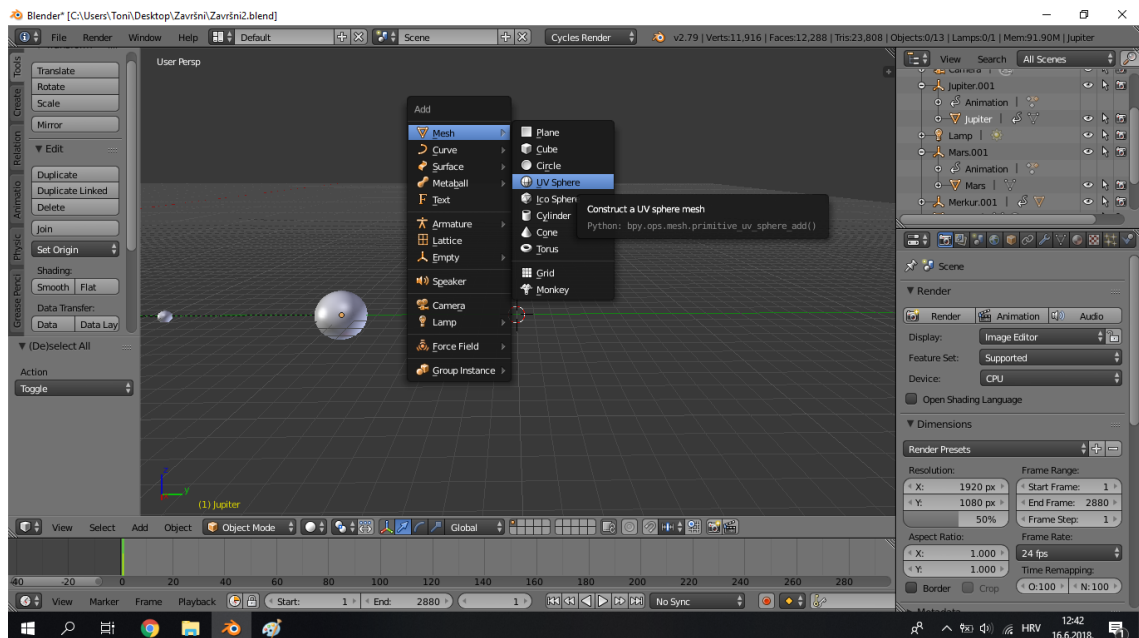 Blender* [C:\Users\Toni\Desktop\Završni\Završni2.blend]
File Render Window Help Default Scene Cycles Render v2.79 | Verts:11,916 | Faces:12,288 | Tris:23,808 | Objects:0/13 | Lamps:0/1 | Mem:91.90M | Jupiter
User Persp
Tools
Create
Relation
Animatio
Physic
Grease Penci
Translate
Rotate
Scale
Mirror
Edit
Duplicate
Duplicate Linked
Delete
Join
Set Origin
Shading:
Smooth Flat
Data Transfer:
Data Data Lay
(De)select All
Action
Toggle
Add
Mesh
Curve
Surface
Metaball
Text
Armature
Lattice
Empty
Speaker
Camera
Lamp
Force Field
Group Instance
Plane
Cube
Circle
UV Sphere
Ico Sphere
Cylinder
Cone
Torus
Grid
Monkey
Construct a UV sphere mesh
Python: bpy.ops.mesh.primitive_uv_sphere_add()
z
y
(1) Jupiter
View Select Add Object Object Mode Global
-40 -20 0 20 40 60 80 100 120 140 160 180 200 220 240 260 280
View Marker Frame Playback Start: 1 End: 2880 1 No Sync
View Search All Scenes
Camera
Jupiter.001
Animation
Jupiter
Lamp
Mars.001
Animation
Mars
Merkur.001
Scene
Render
Render Animation Audio
Display: Image Editor
Feature Set: Supported
Device: CPU
Open Shading Language
Dimensions
Render Presets
Resolution: Frame Range:
X: 1920 px Start Frame: 1
Y: 1080 px End Frame: 2880
50% Frame Step: 1
Aspect Ratio: Frame Rate:
X: 1.000 24 fps
Y: 1.000 Time Remapping:
Border Crop O:100 N:100
Metadata
HRV 12:42
16.6.2018.